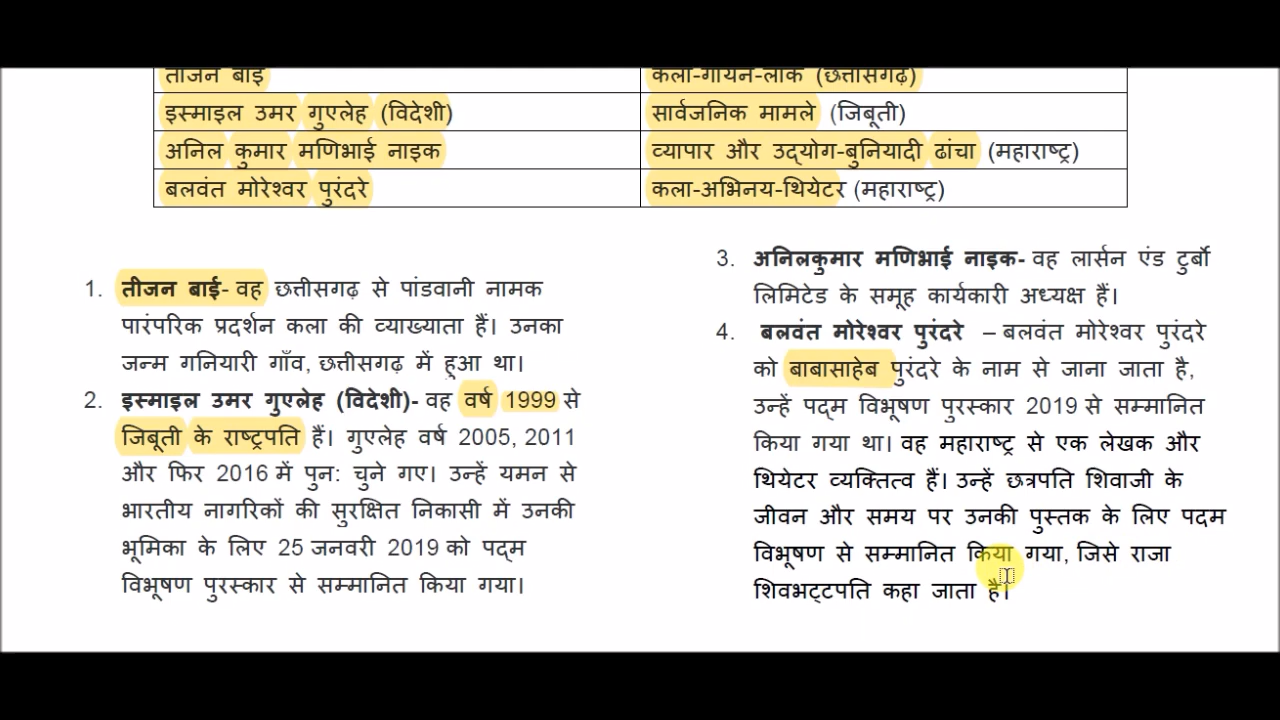 तीजन बाई
कला-गायन-लोक (छत्तीसगढ़)
इस्माइल उमर गुएलेह (विदेशी)
सार्वजनिक मामले (जिबूती)
अनिल कुमार मणिभाई नाइक
व्यापार और उद्योग-बुनियादी ढांचा (महाराष्ट्र)
बलवंत मोरेश्वर पुरंदरे
कला-अभिनय-थियेटर (महाराष्ट्र)
1. तीजन बाई- वह छत्तीसगढ़ से पांडवानी नामक
पारंपरिक प्रदर्शन कला की व्याख्याता हैं। उनका
जन्म गनियारी गाँव, छत्तीसगढ़ में हुआ था।
2. इस्माइल उमर गुएलेह (विदेशी)- वह वर्ष 1999 से
जिबूती के राष्ट्रपति हैं। गुएलेह वर्ष 2005, 2011
और फिर 2016 में पुन: चुने गए। उन्हें यमन से
भारतीय नागरिकों की सुरक्षित निकासी में उनकी
भूमिका के लिए 25 जनवरी 2019 को पद्म
विभूषण पुरस्कार से सम्मानित किया गया।
3. अनिलकुमार मणिभाई नाइक- वह लार्सन एंड टुर्बो
लिमिटेड के समूह कार्यकारी अध्यक्ष हैं।
4. बलवंत मोरेश्वर पुरंदरे – बलवंत मोरेश्वर पुरंदरे
को बाबासाहेब पुरंदरे के नाम से जाना जाता है,
उन्हें पद्म विभूषण पुरस्कार 2019 से सम्मानित
किया गया था। वह महाराष्ट्र से एक लेखक और
थियेटर व्यक्तित्व हैं। उन्हें छत्रपति शिवाजी के
जीवन और समय पर उनकी पुस्तक के लिए पदम
विभूषण से सम्मानित किया गया, जिसे राजा
शिवभट्टपति कहा जाता है।